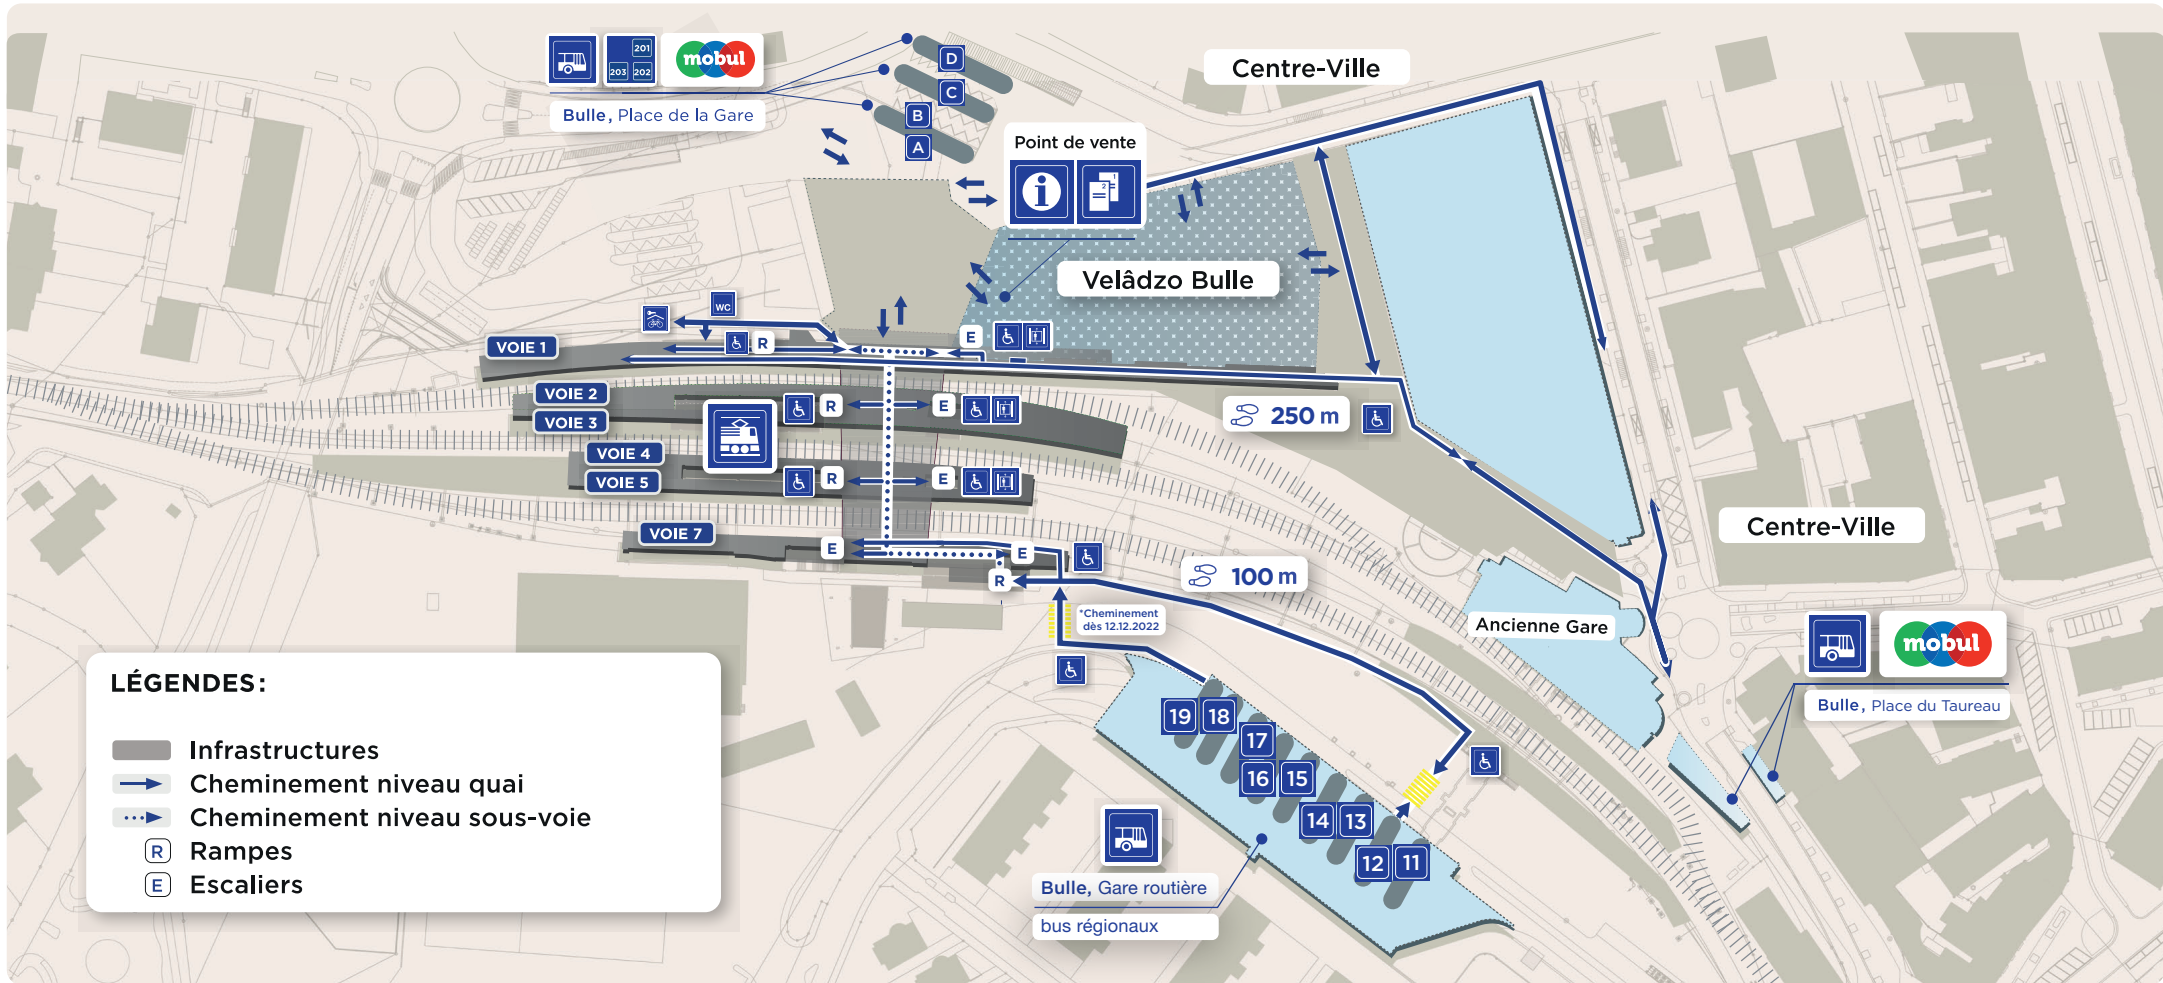 201
203 202
mobul
Bulle, Place de la Gare
D
C
B
A
Centre-Ville
Point de vente
i
1
2
Velâdzo Bulle
WC
VOIE 1
R
E
VOIE 2
R
E
VOIE 3
250 m
VOIE 4
R
E
VOIE 5
Centre-Ville
VOIE 7
E
E
R
100 m
*Cheminement
dès 12.12.2022
Ancienne Gare
mobul
Bulle, Place du Taureau
LÉGENDES:
Infrastructures
Cheminement niveau quai
Cheminement niveau sous-voie
R Rampes
E Escaliers
19 18
17
16 15
14 13
12 11
Bulle, Gare routière
bus régionaux